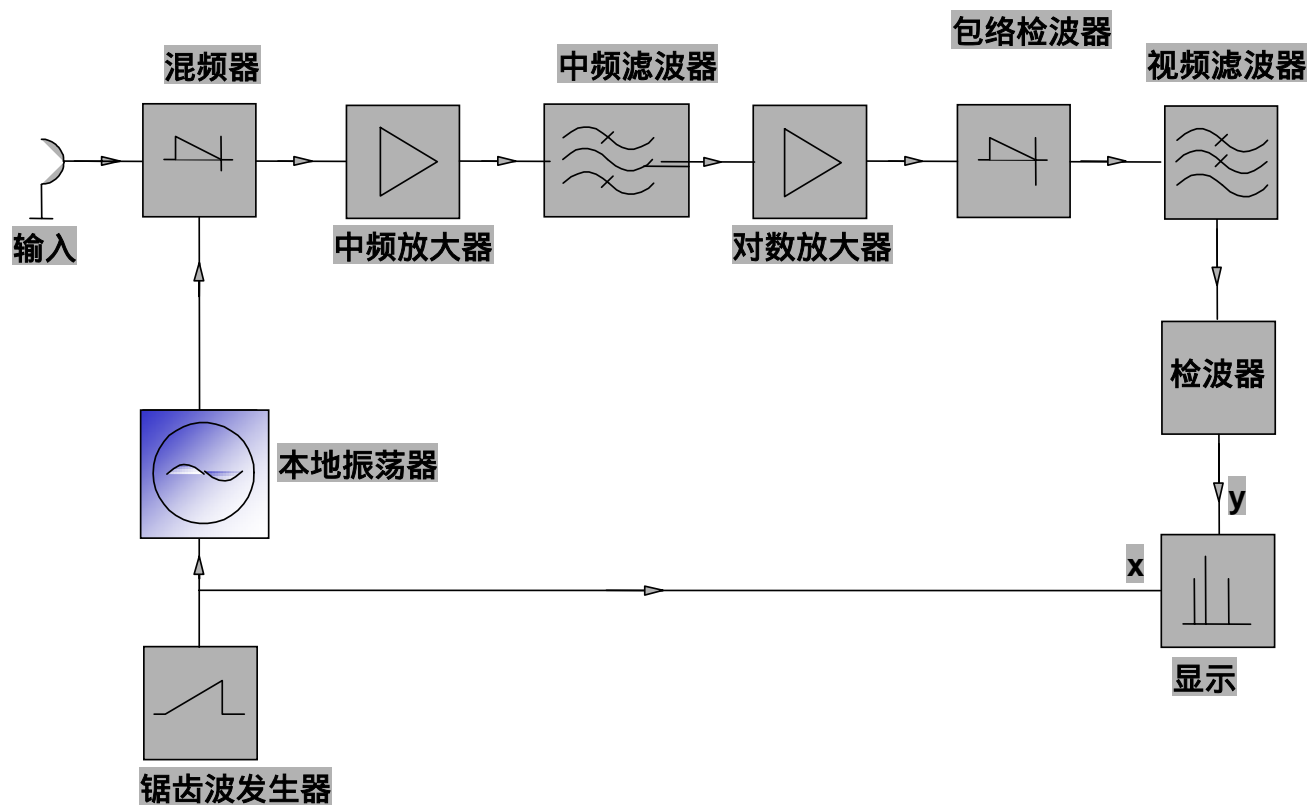 包络检波器
混频器
中频滤波器
视频滤波器
输入
中频放大器
对数放大器
检波器
本地振荡器
y
x
显示
锯齿波发生器